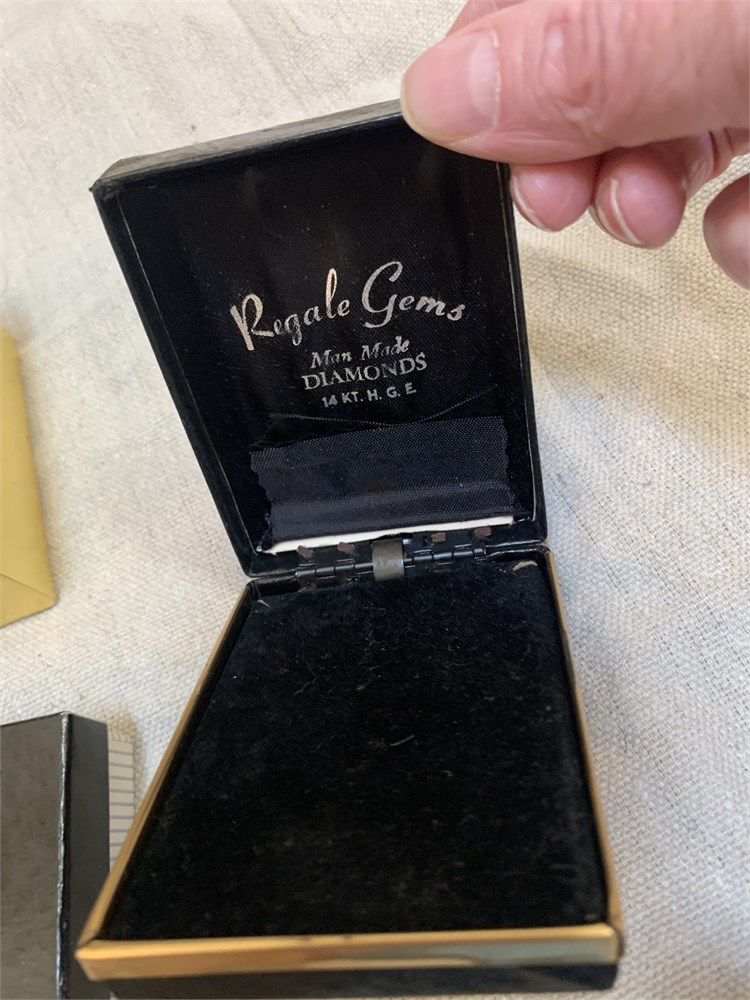 Regale Gems
Man Made
DIAMONDS
14 KT. H. G. E.